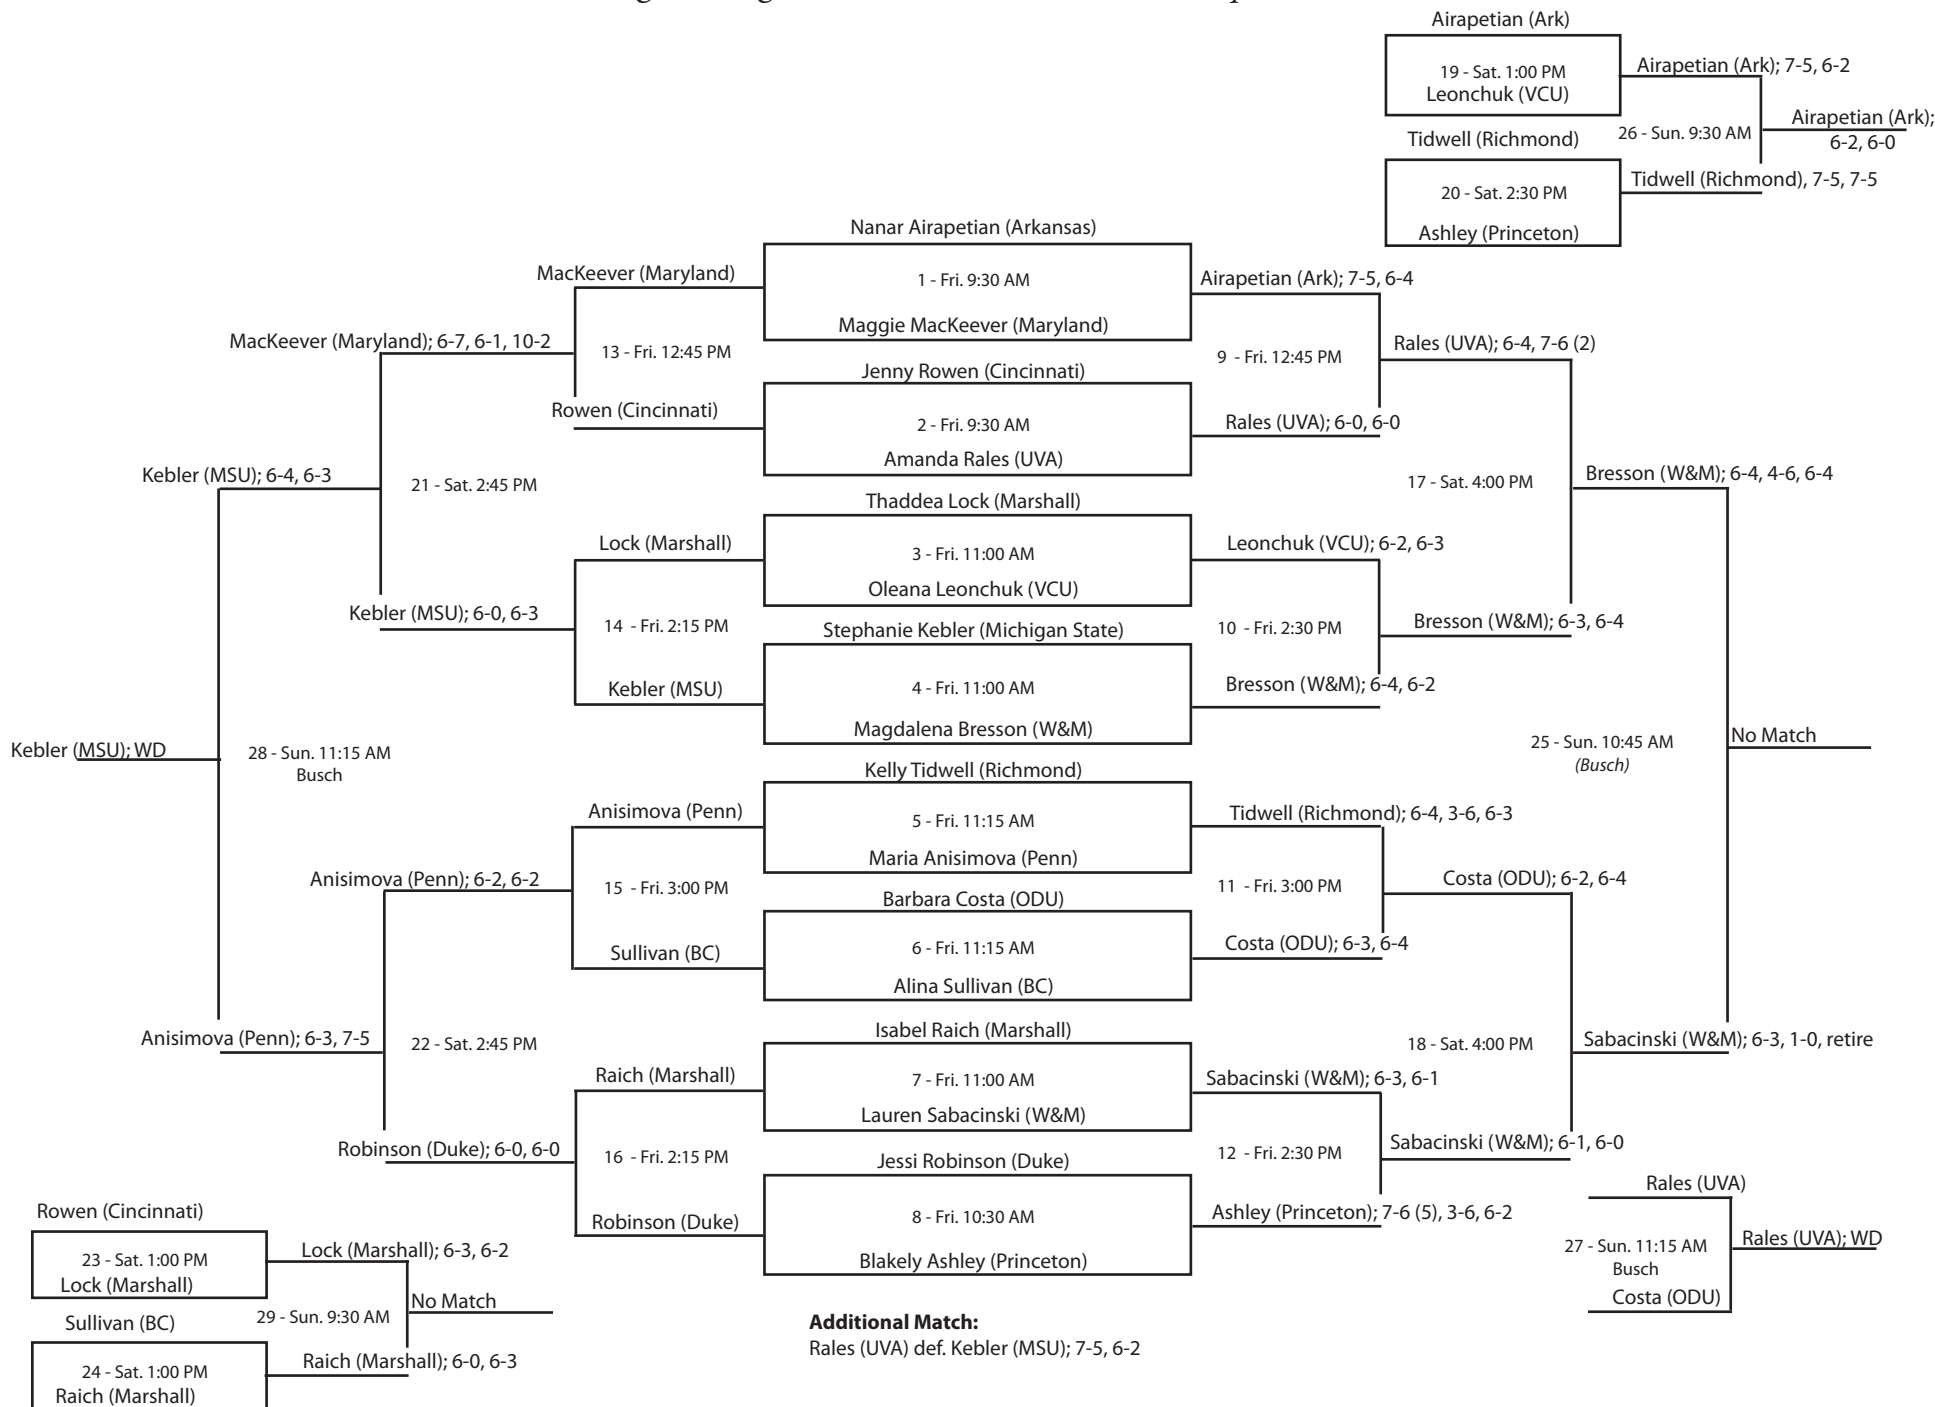 Airapetian (Ark)
19 - Sat. 1:00 PM
Leonchuk (VCU)
Airapetian (Ark); 7-5, 6-2
Tidwell (Richmond)
26 - Sun. 9:30 AM
Airapetian (Ark);
6-2, 6-0
20 - Sat. 2:30 PM
Ashley (Princeton)
Tidwell (Richmond), 7-5, 7-5
Nanar Airapetian (Arkansas)
1 - Fri. 9:30 AM
Maggie MacKeever (Maryland)
Jenny Rowen (Cincinnati)
2 - Fri. 9:30 AM
Amanda Rales (UVA)
Thaddea Lock (Marshall)
3 - Fri. 11:00 AM
Oleana Leonchuk (VCU)
Stephanie Kebler (Michigan State)
4 - Fri. 11:00 AM
Magdalena Bresson (W&M)
Kelly Tidwell (Richmond)
5 - Fri. 11:15 AM
Maria Anisimova (Penn)
Barbara Costa (ODU)
6 - Fri. 11:15 AM
Alina Sullivan (BC)
Isabel Raich (Marshall)
7 - Fri. 11:00 AM
Lauren Sabacinski (W&M)
Jessi Robinson (Duke)
8 - Fri. 10:30 AM
Blakely Ashley (Princeton)
MacKeever (Maryland)
13 - Fri. 12:45 PM
Rowen (Cincinnati)
Lock (Marshall)
14 - Fri. 2:15 PM
Kebler (MSU)
Anisimova (Penn)
15 - Fri. 3:00 PM
Sullivan (BC)
Raich (Marshall)
16 - Fri. 2:15 PM
Robinson (Duke)
MacKeever (Maryland); 6-7, 6-1, 10-2
21 - Sat. 2:45 PM
Kebler (MSU); 6-0, 6-3
Anisimova (Penn); 6-2, 6-2
22 - Sat. 2:45 PM
Robinson (Duke); 6-0, 6-0
Kebler (MSU); 6-4, 6-3
28 - Sun. 11:15 AM
Busch
Anisimova (Penn); 6-3, 7-5
Kebler (MSU); WD
Airapetian (Ark); 7-5, 6-4
9 - Fri. 12:45 PM
Rales (UVA); 6-0, 6-0
Leonchuk (VCU); 6-2, 6-3
10 - Fri. 2:30 PM
Bresson (W&M); 6-4, 6-2
Tidwell (Richmond); 6-4, 3-6, 6-3
11 - Fri. 3:00 PM
Costa (ODU); 6-3, 6-4
Sabacinski (W&M); 6-3, 6-1
12 - Fri. 2:30 PM
Ashley (Princeton); 7-6 (5), 3-6, 6-2
Rales (UVA); 6-4, 7-6 (2)
17 - Sat. 4:00 PM
Bresson (W&M); 6-3, 6-4
Costa (ODU); 6-2, 6-4
18 - Sat. 4:00 PM
Sabacinski (W&M); 6-1, 6-0
Bresson (W&M); 6-4, 4-6, 6-4
25 - Sun. 10:45 AM
(Busch)
Sabacinski (W&M); 6-3, 1-0, retire
No Match
Rales (UVA)
27 - Sun. 11:15 AM
Busch
Costa (ODU)
Rales (UVA); WD
Rowen (Cincinnati)
23 - Sat. 1:00 PM
Lock (Marshall)
Lock (Marshall); 6-3, 6-2
Sullivan (BC)
29 - Sun. 9:30 AM
No Match
24 - Sat. 1:00 PM
Raich (Marshall)
Raich (Marshall); 6-0, 6-3
Additional Match:
Rales (UVA) def. Kebler (MSU); 7-5, 6-2